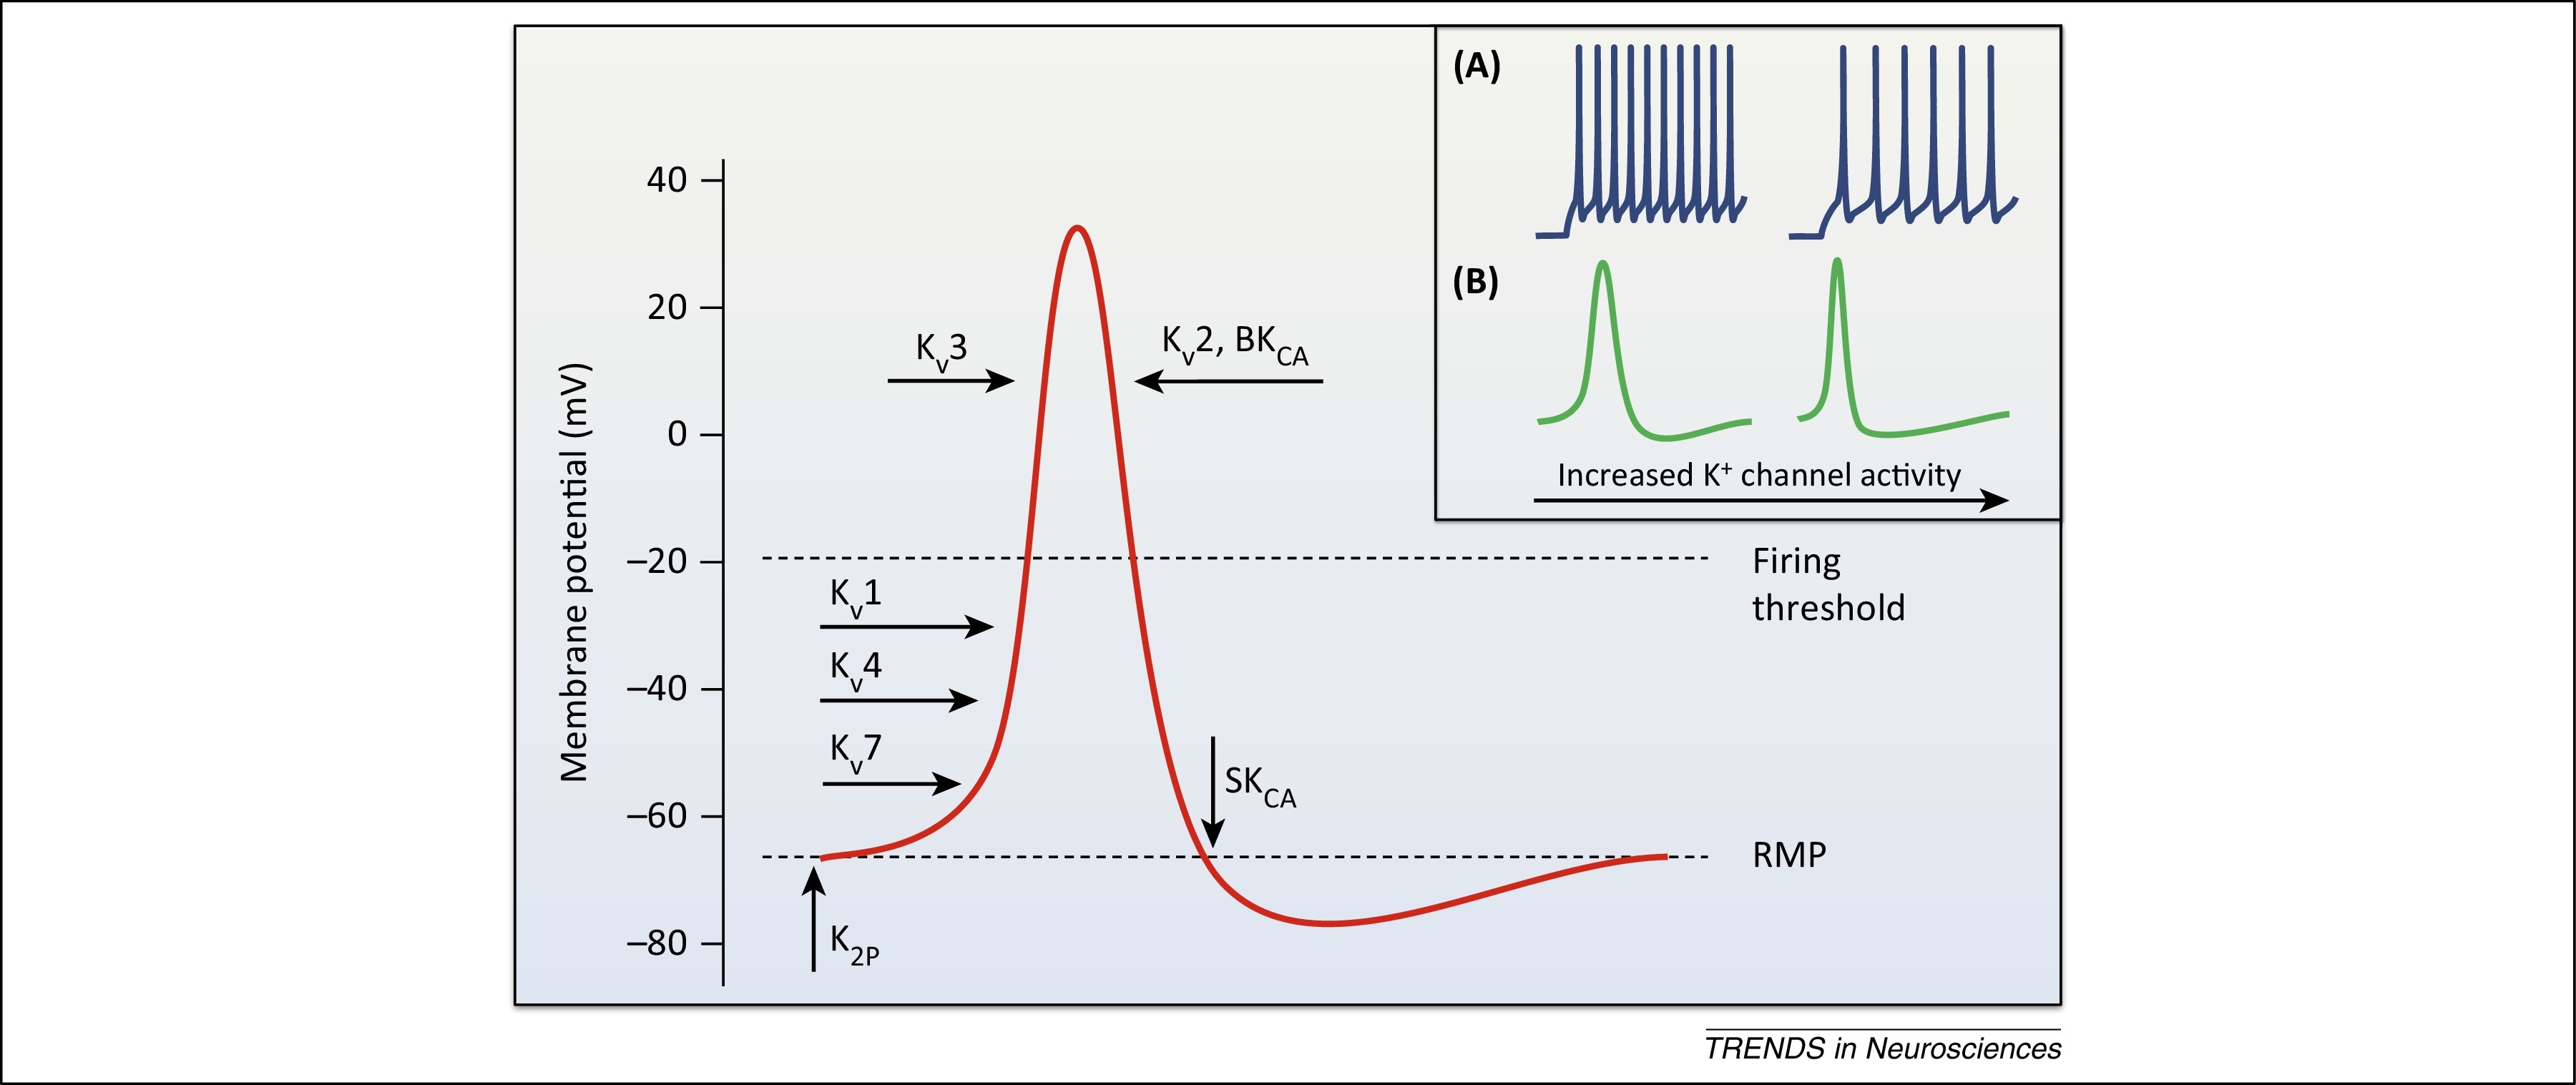 (A)
(B)
Increased K⁺ channel activity
Membrane potential (mV)
40
20
0
–20
–40
–60
–80
Kv3
Kv2, BKCA
Firing
threshold
Kv1
Kv4
Kv7
SKCA
RMP
K2P
TRENDS in Neurosciences